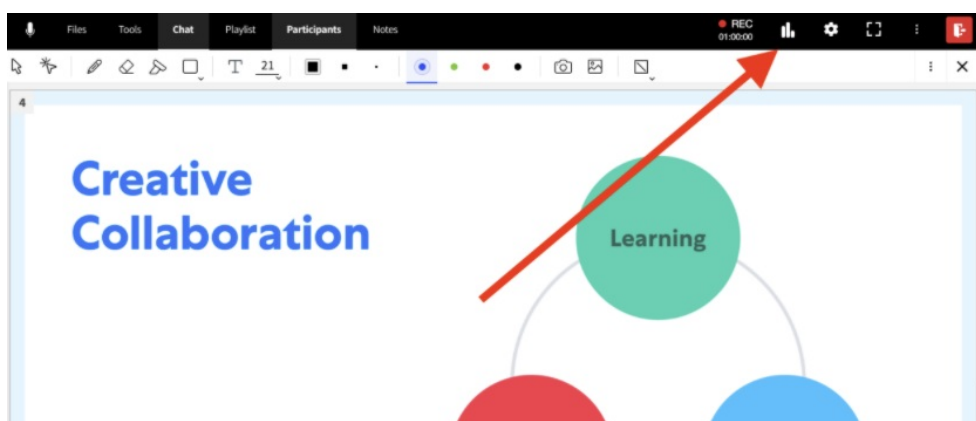 Files Tools Chat Playlist Participants Notes REC
01:00:00
T 21
4
Creative
Collaboration
Learning